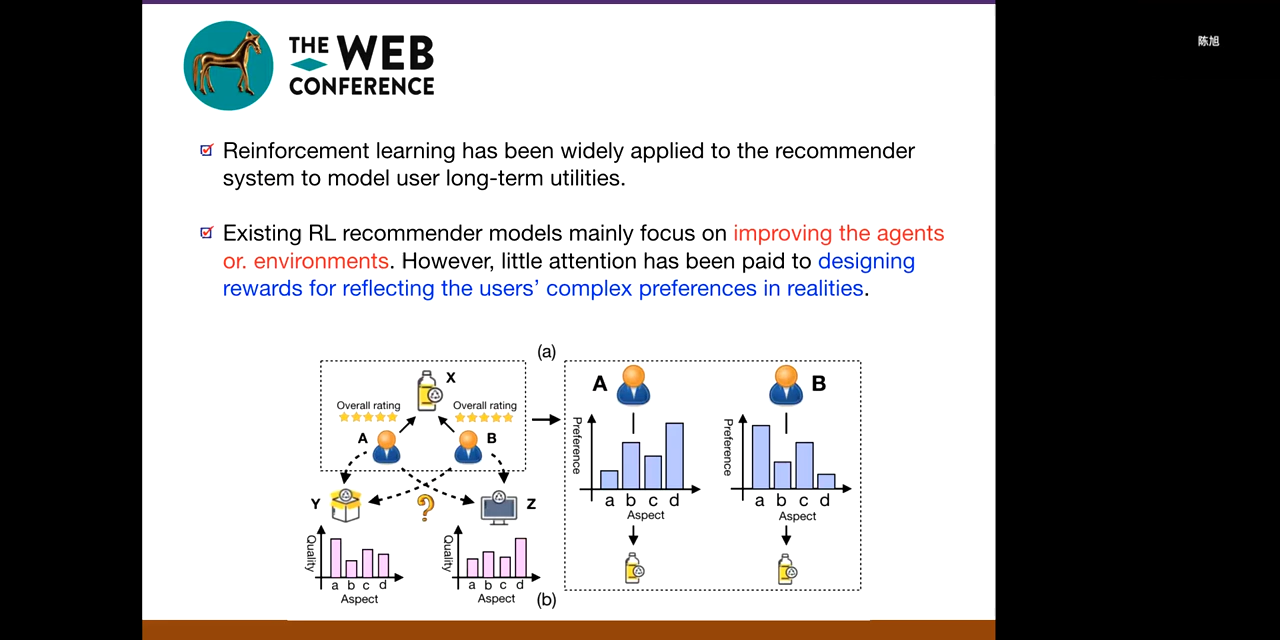 陈旭
THE WEB
CONFERENCE
Reinforcement learning has been widely applied to the recommender
system to model user long-term utilities.
Existing RL recommender models mainly focus on improving the agents
or. environments. However, little attention has been paid to designing
rewards for reflecting the users’ complex preferences in realities.
(a)
X
Overall rating
Overall rating
A
B
Y
?
Z
Quality
a b c d
Aspect
Quality
a b c d
Aspect
(b)
A
Preference
a b c d
Aspect
B
Preference
a b c d
Aspect